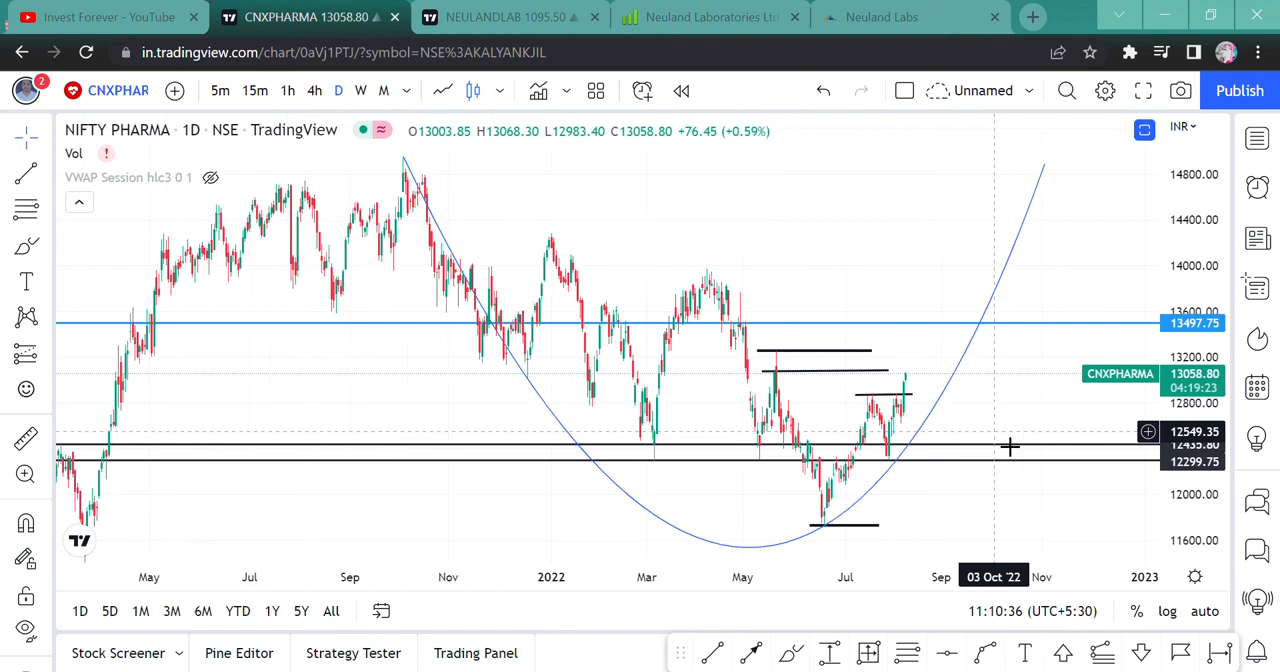 Invest Forever - YouTube
CNXPHARMA 13058.80
NEULANDLAB 1095.50
Neuland Laboratories Ltd
Neuland Labs
in.tradingview.com/chart/0aVj1PTJ/?symbol=NSE%3AKALYANKJIL
2
CNXPHAR
5m 15m 1h 4h D W M
Unnamed
Publish
NIFTY PHARMA · 1D · NSE · TradingView
O13003.85 H13068.30 L12983.40 C13058.80 +76.45 (+0.59%)
INR
Vol
VWAP Session hlc3 0 1
14800.00
14400.00
14000.00
13600.00
13497.75
13200.00
CNXPHARMA 13058.80
04:19:23
12800.00
12549.35
12435.80
12299.75
12000.00
11600.00
May Jul Sep Nov 2022 Mar May Jul Sep 03 Oct '22 Nov 2023
1D 5D 1M 3M 6M YTD 1Y 5Y All
11:10:36 (UTC+5:30) % log auto
Stock Screener Pine Editor Strategy Tester Trading Panel